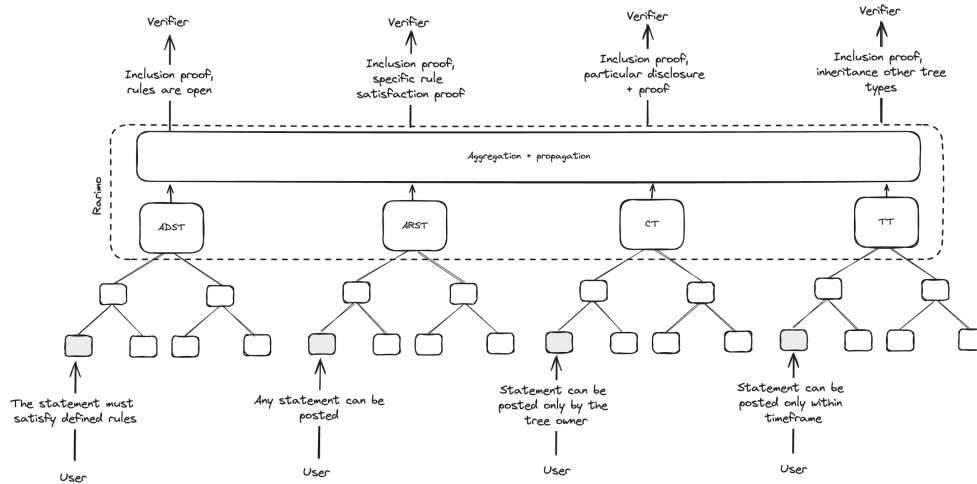 Verifier
Verifier
Verifier
Verifier
Inclusion proof,
rules are open
Inclusion proof,
specific rule
satisfaction proof
Inclusion proof,
particular disclosure
+ proof
Inclusion proof,
inheritance other tree
types
Rarimo
Aggregation + propagation
ADST
ARST
CT
TT
The statement must
satisfy defined rules
Any statement can be
posted
Statement can be
posted only by the
tree owner
Statement can be
posted only within
timeframe
User
User
User
User